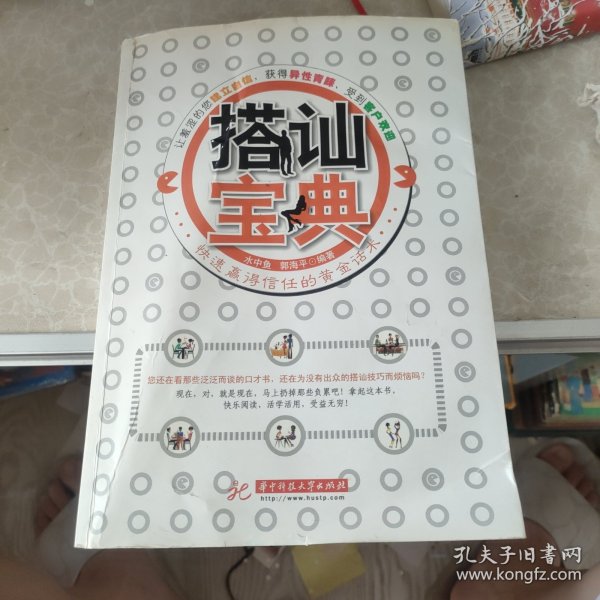 让羞涩的您建立自信，获得异性青睐，受到客户欢迎
搭讪
宝典
水中鱼 郭海平◎编著
快速赢得信任的黄金话术
您还在看那些泛泛而谈的口才书，还在为没有出众的搭讪技巧而烦恼吗？
现在，对，就是现在，马上扔掉那些负累吧！拿起这本书，
快乐阅读、活学活用，受益无穷！
华中科技大学出版社
http://www.hustp.com
孔夫子旧书网
www.kongfz.com